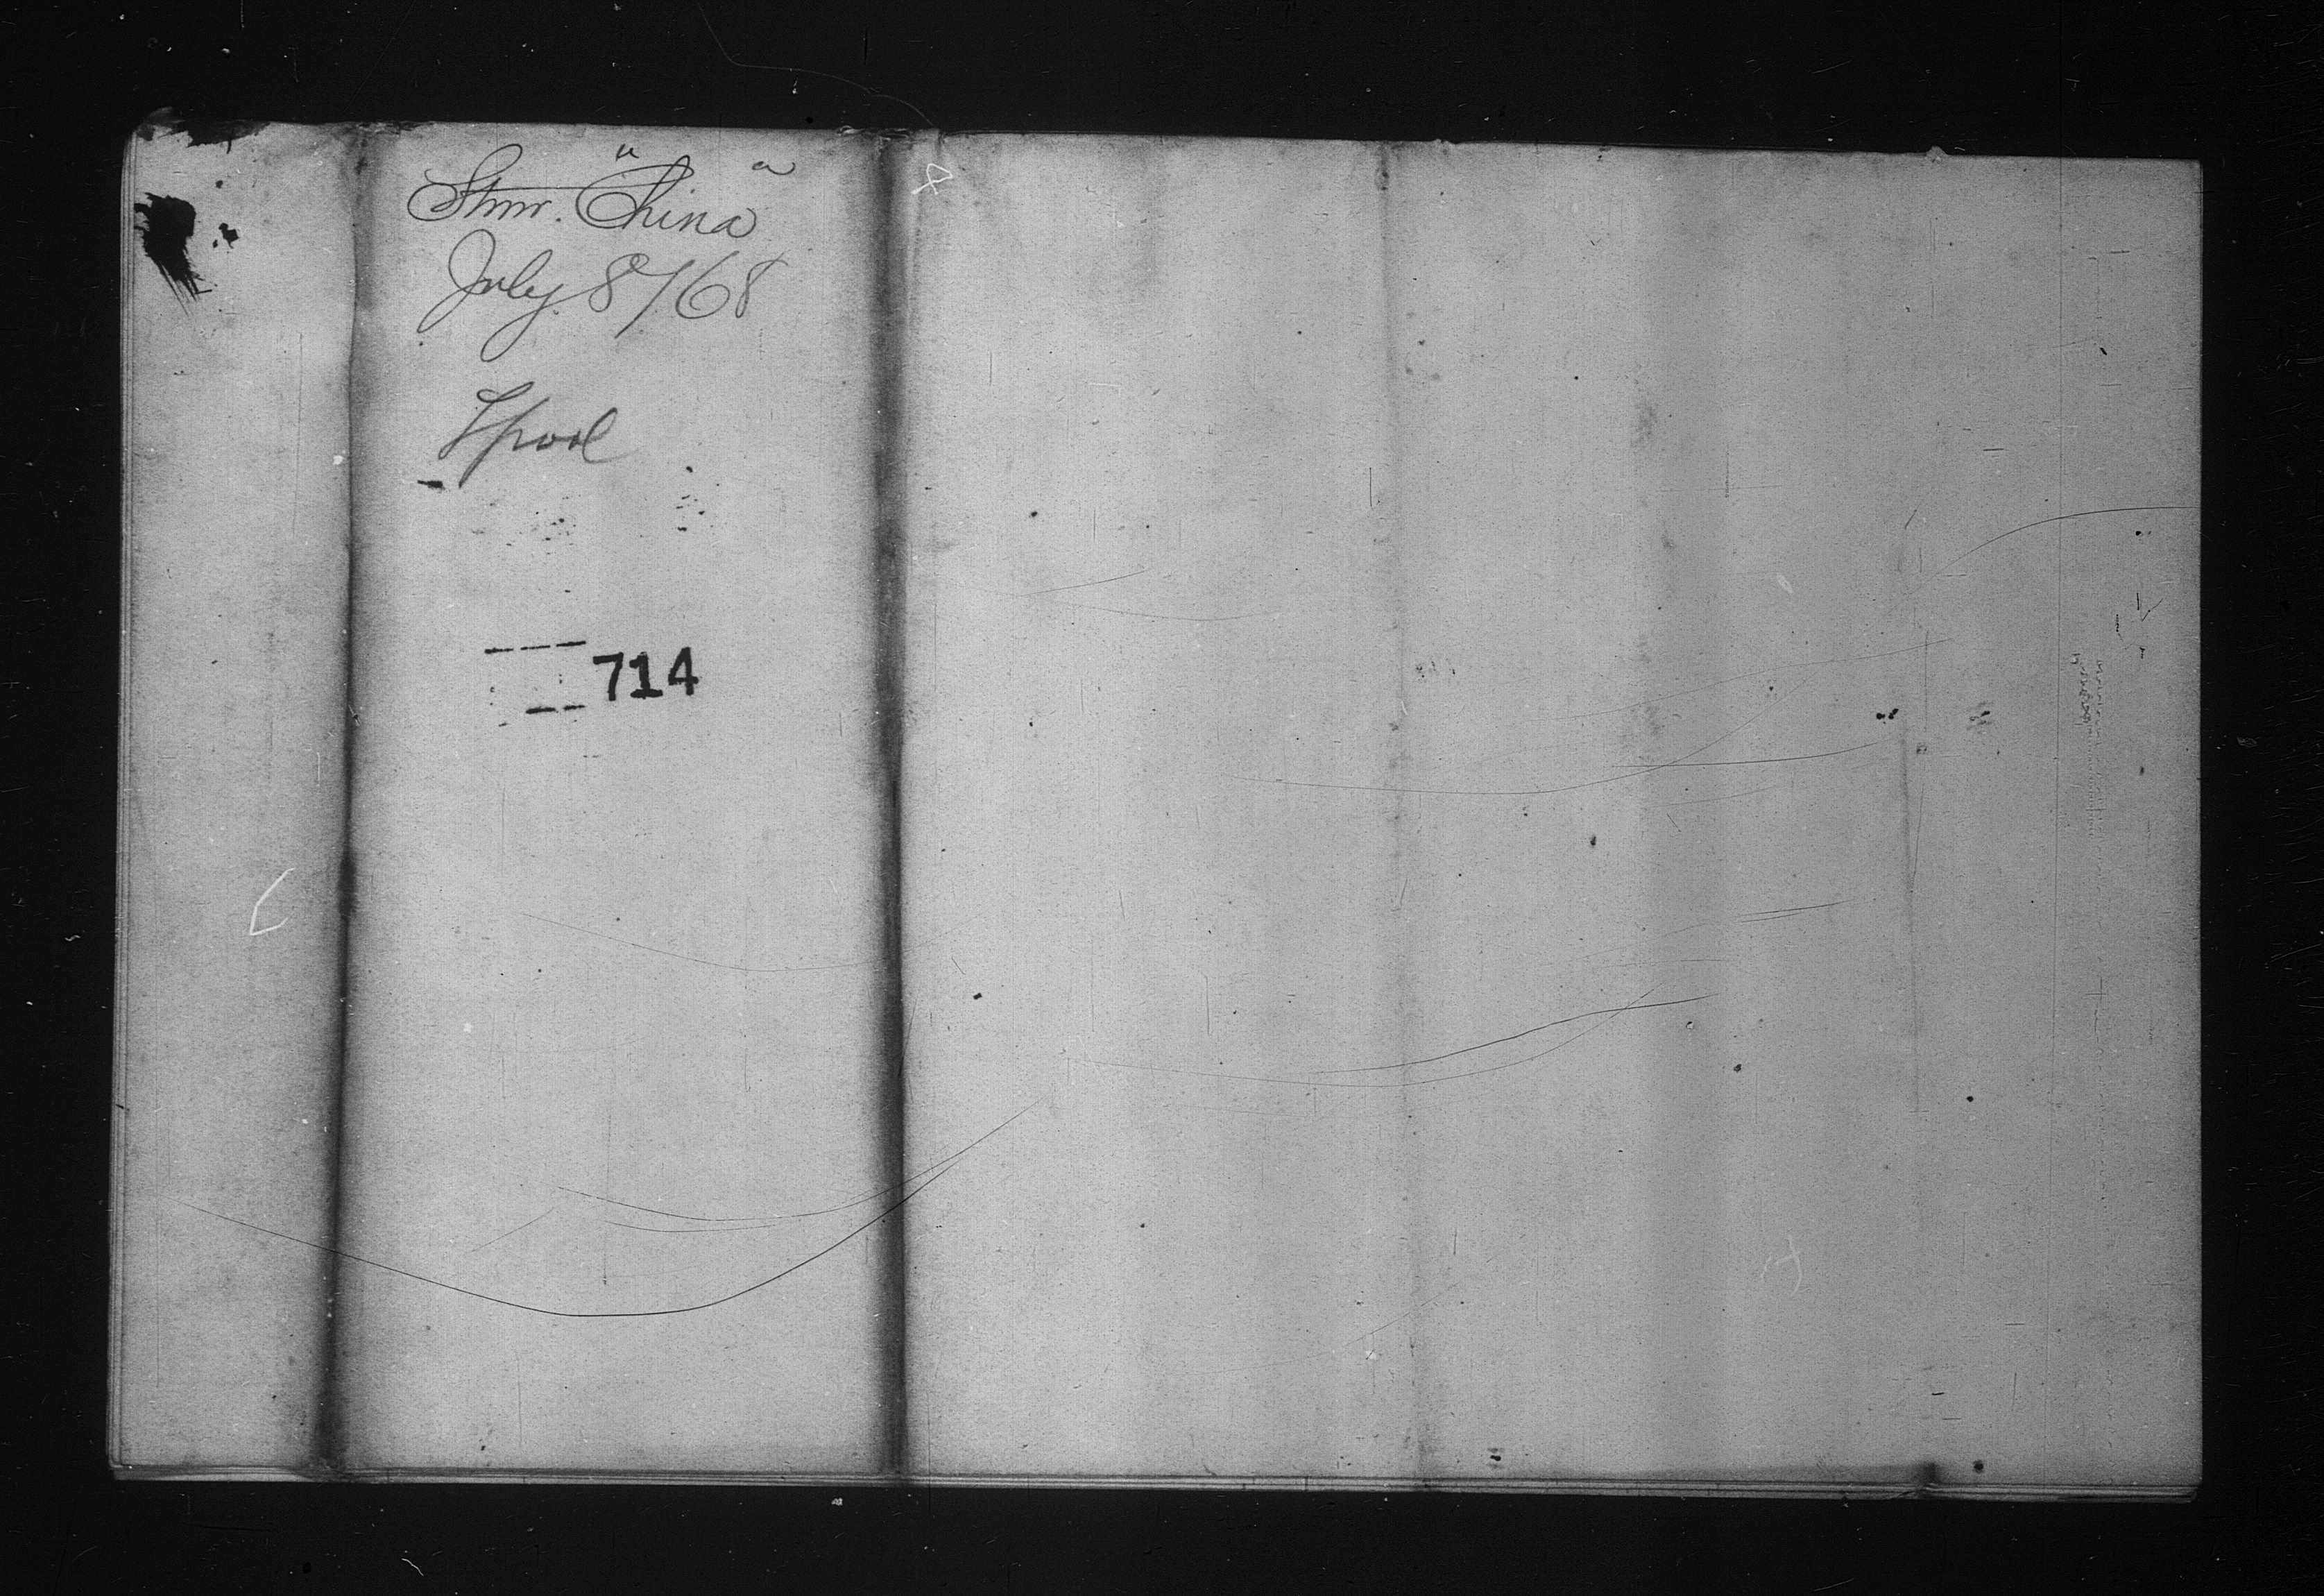 Stmr. "China"
July 8/68
Lpool
714